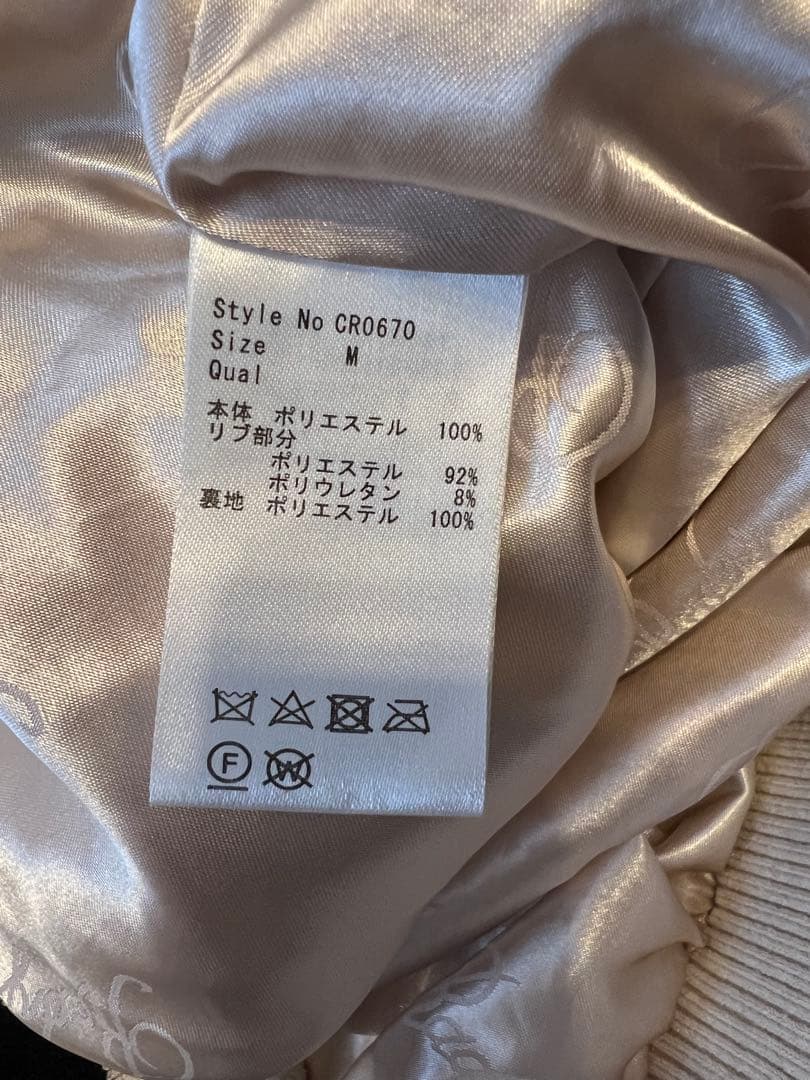 Style No CR0670
Size M
Qual
本体 ポリエステル 100%
リブ部分
ポリエステル 92%
ポリウレタン 8%
裏地 ポリエステル 100%
F W